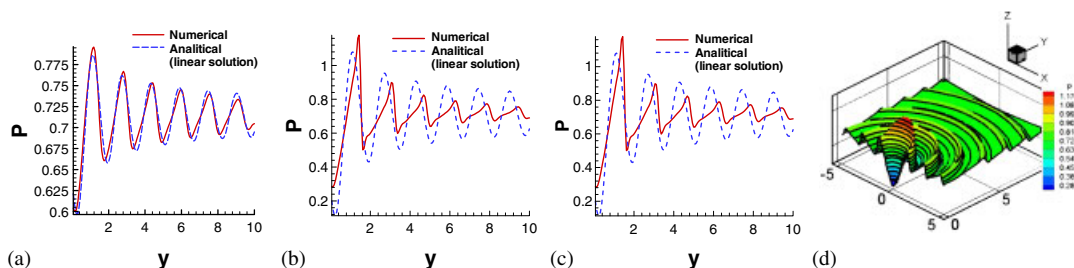 Numerical
Analitical
(linear solution)
0.775
0.75
0.725
0.7
0.675
0.65
0.625
0.6
P
2 4 6 8 10
y
(a)
Numerical
Analitical
(linear solution)
1
0.8
0.6
0.4
0.2
P
2 4 6 8 10
y
(b)
Numerical
Analitical
(linear solution)
1
0.8
0.6
0.4
0.2
P
2 4 6 8 10
y
(c)
Z
Y
X
P
-5
0
5
0
5
(d)